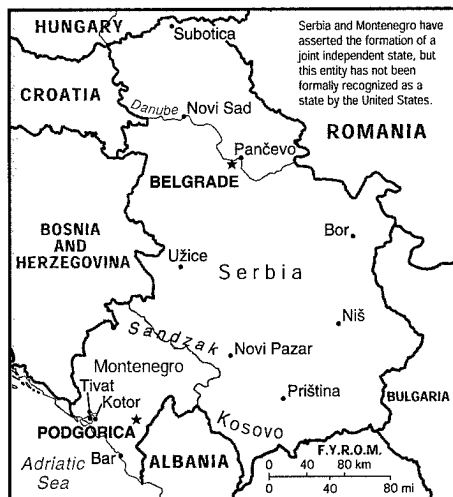 HUNGARY
Subotica
Serbia and Montenegro have
asserted the formation of a
joint independent state, but
this entity has not been
formally recognized as a
state by the United States.
CROATIA
Danube
Novi Sad
ROMANIA
Pančevo
BELGRADE
BOSNIA
AND
HERZEGOVINA
Bor
Užice
Serbia
Niš
Sandzak
Novi Pazar
Montenegro
Tivat
Kotor
Priština
BULGARIA
PODGORICA
Kosovo
Bar
Adriatic
Sea
ALBANIA
F.Y.R.O.M.
0 40 80 km
0 40 80 mi